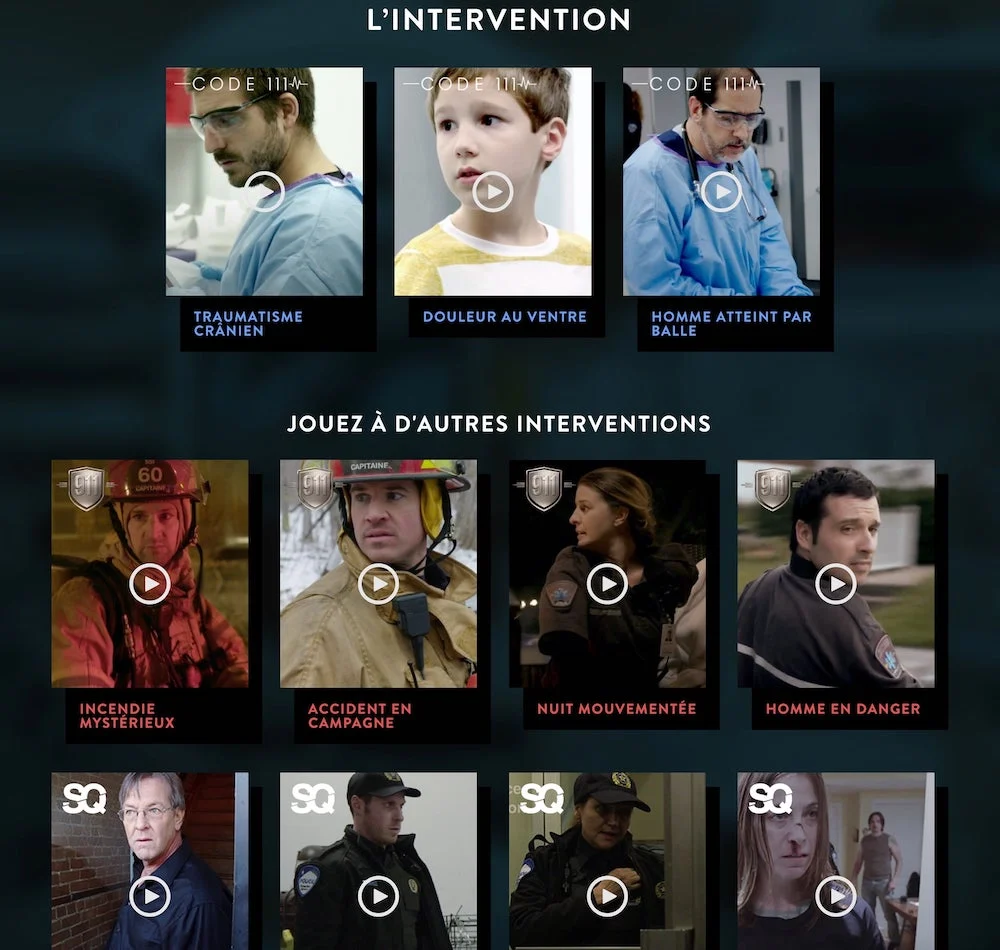 L'INTERVENTION
CODE 111
CODE 111
CODE 111
TRAUMATISME
CRÂNIEN
DOULEUR AU VENTRE
HOMME ATTEINT PAR
BALLE
JOUEZ À D'AUTRES INTERVENTIONS
911
60
CAPITAINE
911
CAPITAINE
911
911
INCENDIE
MYSTÉRIEUX
ACCIDENT EN
CAMPAGNE
NUIT MOUVEMENTÉE
HOMME EN DANGER
SQ
SQ
POLICE
SQ
SQ